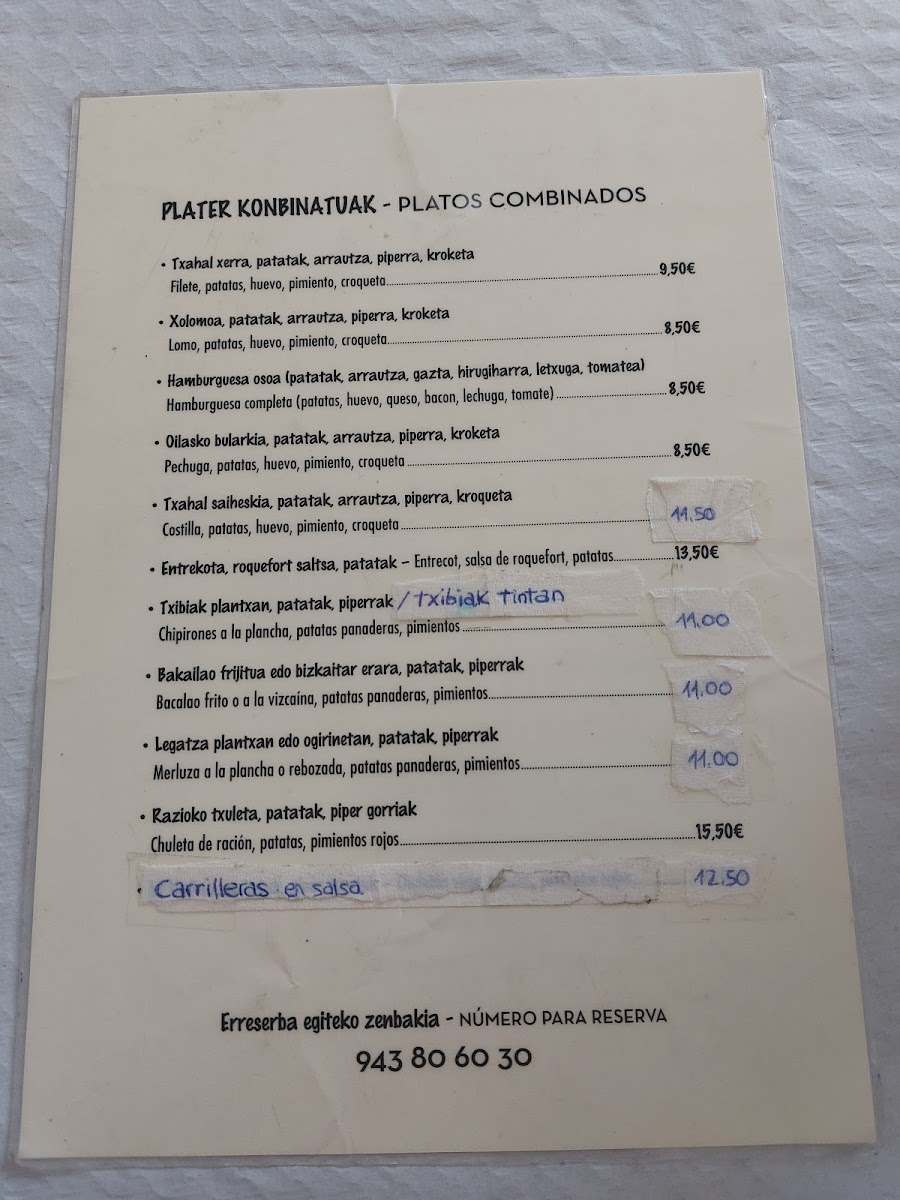 PLATER KONBINATUAK - PLATOS COMBINADOS
• Txahal xerra, patatak, arrautza, piperra, kroketa
Filete, patatas, huevo, pimiento, croqueta 9,50€
• Xolomoa, patatak, arrautza, piperra, kroketa
Lomo, patatas, huevo, pimiento, croqueta 8,50€
• Hamburguesa osoa (patatak, arrautza, gazta, hirugiharra, letxuga, tomatea)
Hamburguesa completa (patatas, huevo, queso, bacon, lechuga, tomate) 8,50€
• Oilasko bularkia, patatak, arrautza, piperra, kroketa
Pechuga, patatas, huevo, pimiento, croqueta 8,50€
• Txahal saiheskia, patatak, arrautza, piperra, kroqueta
Costilla, patatas, huevo, pimiento, croqueta 11.50
• Entrekota, roquefort saltsa, patatak – Entrecot, salsa de roquefort, patatas 13,50€
• Txibiak plantxan, patatak, piperrak / Txibiak tintan
Chipirones a la plancha, patatas panaderas, pimientos 11.00
• Bakailao frijitua edo bizkaitar erara, patatak, piperrak
Bacalao frito o a la vizcaína, patatas panaderas, pimientos 11.00
• Legatza plantxan edo ogirinetan, patatak, piperrak
Merluza a la plancha o rebozada, patatas panaderas, pimientos 11.00
• Razioko txuleta, patatak, piper gorriak
Chuleta de ración, patatas, pimientos rojos 15,50€
• Carrilleras en salsa 12.50
Erreserba egiteko zenbakia - NÚMERO PARA RESERVA
943 80 60 30